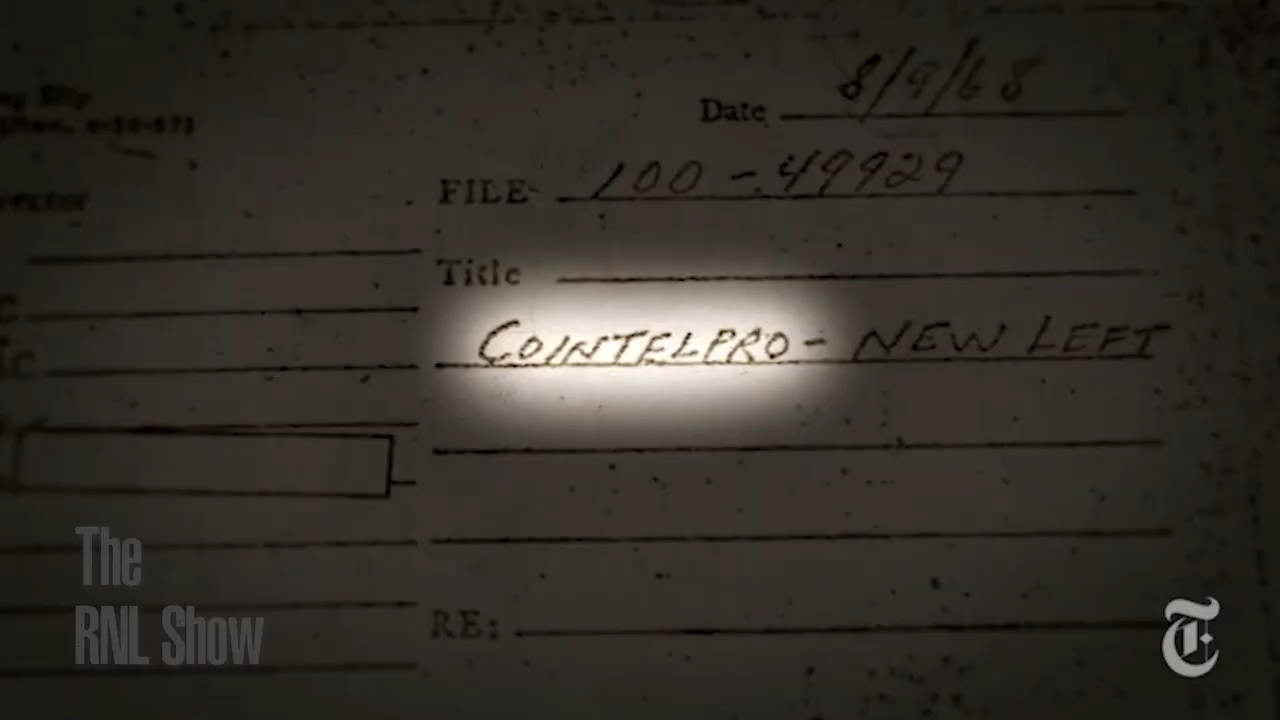 Date 8/9/68
FILE- 100-49929
Title
COINTELPRO - NEW LEFT
RE:
The
RNL Show
T